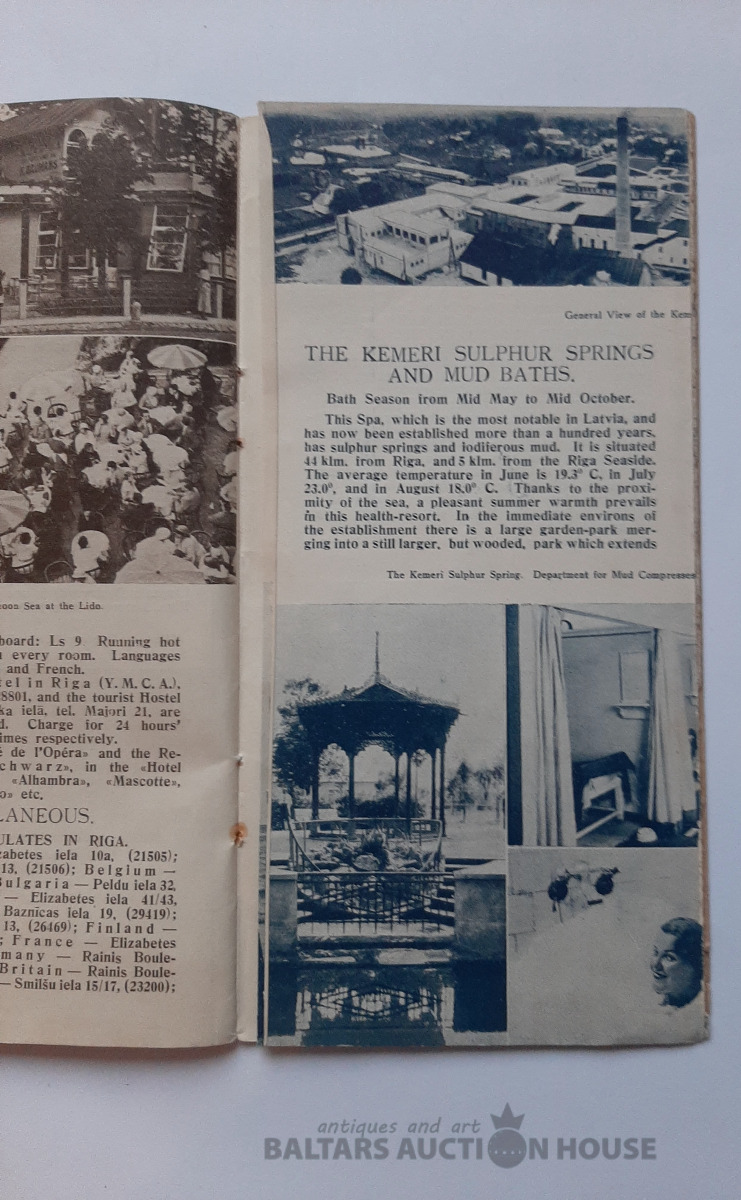 oon Sea at the Lido.
board: Ls 9 Running hot
every room. Languages
and French.
tel in Riga (Y. M. C. A.),
8801, and the tourist Hostel
ka ielā, tel. Majori 21, are
d. Charge for 24 hours'
imes respectively.
é de l'Opéra» and the Re-
chwarz», in the «Hotel
«Alhambra», «Mascotte»,
o» etc.
LANEOUS.
ULATES IN RIGA.
zabetes iela 10a, (21505);
13, (21506); Belgium —
Bulgaria — Peldu iela 32,
— Elizabetes iela 41/43,
Baznīcas iela 19, (29419);
13, (26469); Finland —
; France — Elizabetes
many — Rainis Boule-
Britain — Rainis Boule-
— Smilšu iela 15/17, (23200);
General View of the Kem
THE KEMERI SULPHUR SPRINGS
AND MUD BATHS.
Bath Season from Mid May to Mid October.
This Spa, which is the most notable in Latvia, and
has now been established more than a hundred years,
has sulphur springs and iodiferous mud. It is situated
44 klm. from Riga, and 5 klm. from the Riga Seaside.
The average temperature in June is 19.3° C, in July
23.0°, and in August 18.0° C. Thanks to the proxi-
mity of the sea, a pleasant summer warmth prevails
in this health-resort. In the immediate environs of
the establishment there is a large garden-park mer-
ging into a still larger, but wooded, park which extends
The Kemeri Sulphur Spring. Department for Mud Compresses
antiques and art
BALTARS AUCTION HOUSE